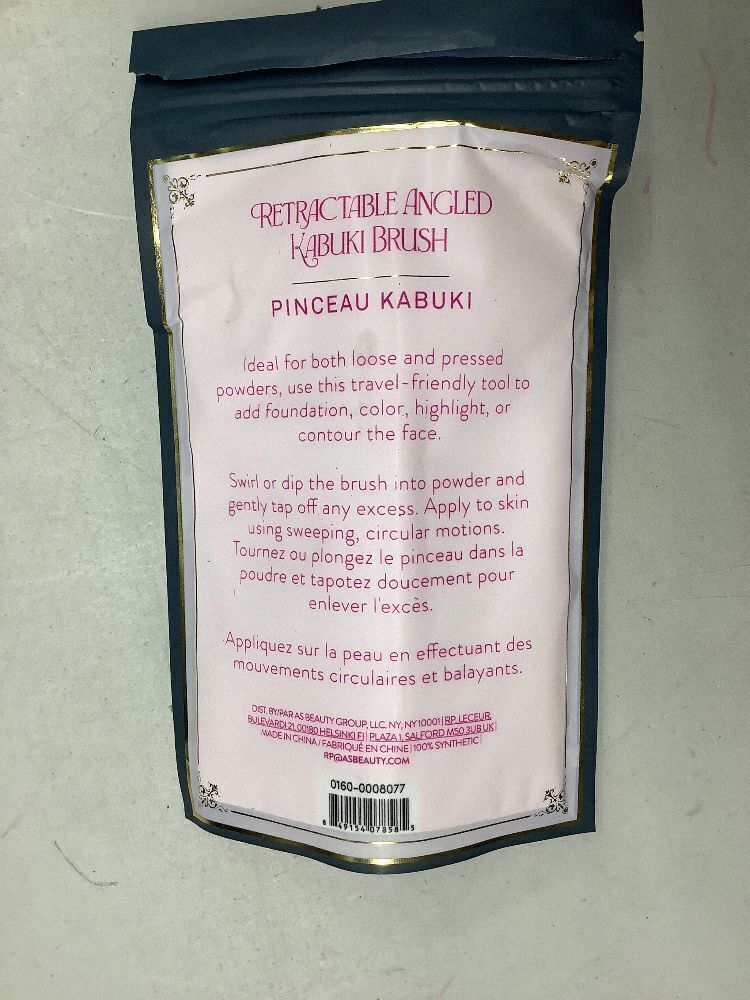 RETRACTABLE ANGLED
KABUKI BRUSH
PINCEAU KABUKI
Ideal for both loose and pressed
powders, use this travel-friendly tool to
add foundation, color, highlight, or
contour the face.
Swirl or dip the brush into powder and
gently tap off any excess. Apply to skin
using sweeping, circular motions.
Tournez ou plongez le pinceau dans la
poudre et tapotez doucement pour
enlever l'excès.
Appliquez sur la peau en effectuant des
mouvements circulaires et balayants.
DIST. BY/PAR AS BEAUTY GROUP, LLC. NY, NY 10001 | RP. LECEUR,
BULEVARDI 21, 00180 HELSINKI FI | PLAZA 1, SALFORD M50 3UB UK |
MADE IN CHINA / FABRIQUÉ EN CHINE | 100% SYNTHETIC |
RP@ASBEAUTY.COM
0160-0008077
6 49154 07858 5